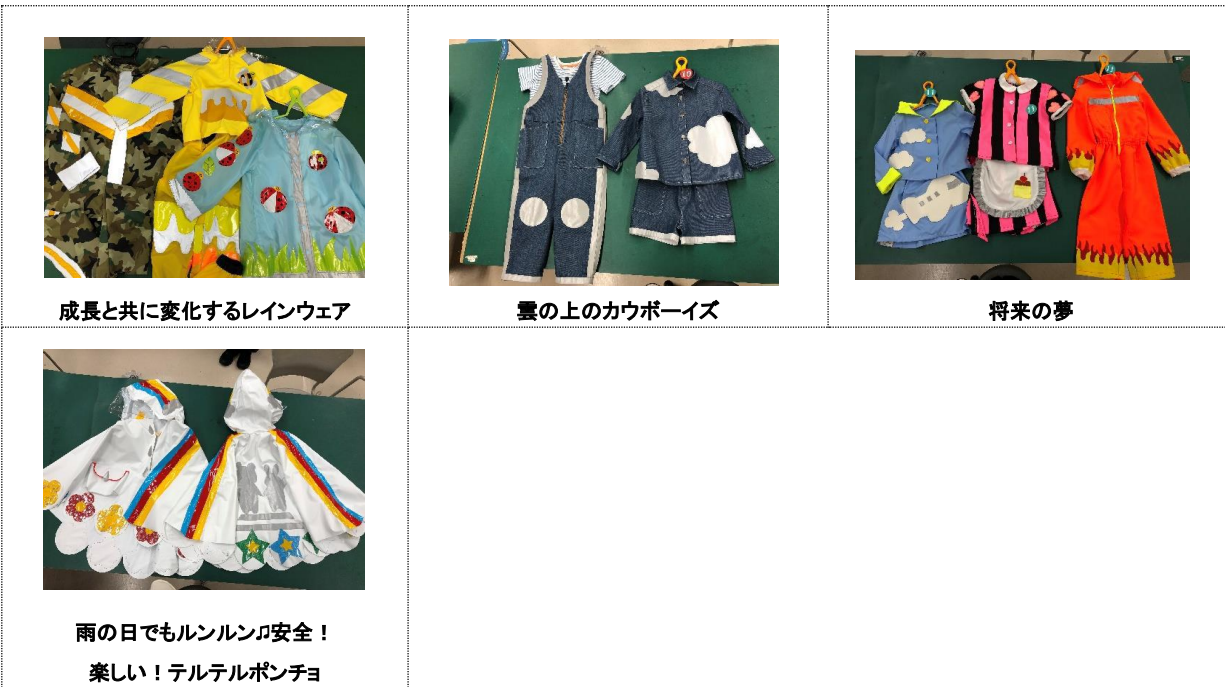 成長と共に変化するレインウェア
雲の上のカウボーイズ
将来の夢
雨の日でもルンルン♫安全！
楽しい！テルテルポンチョ